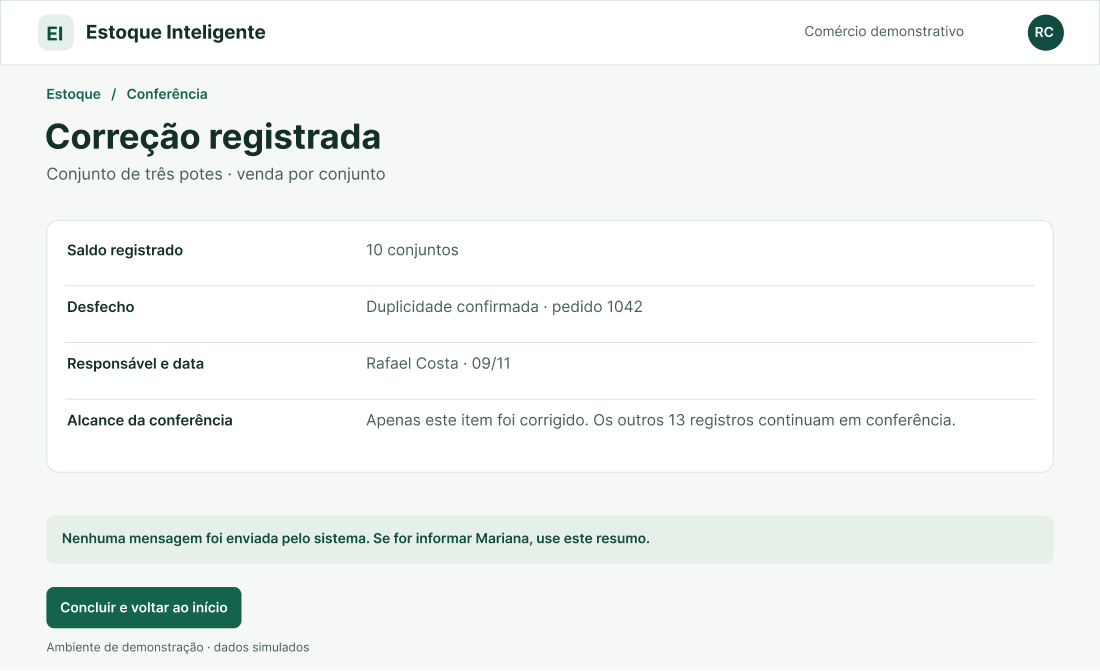 EI
Estoque Inteligente
Comércio demonstrativo
RC
Estoque / Conferência
Correção registrada
Conjunto de três potes · venda por conjunto
Saldo registrado
10 conjuntos
Desfecho
Duplicidade confirmada · pedido 1042
Responsável e data
Rafael Costa · 09/11
Alcance da conferência
Apenas este item foi corrigido. Os outros 13 registros continuam em conferência.
Nenhuma mensagem foi enviada pelo sistema. Se for informar Mariana, use este resumo.
Concluir e voltar ao início
Ambiente de demonstração · dados simulados